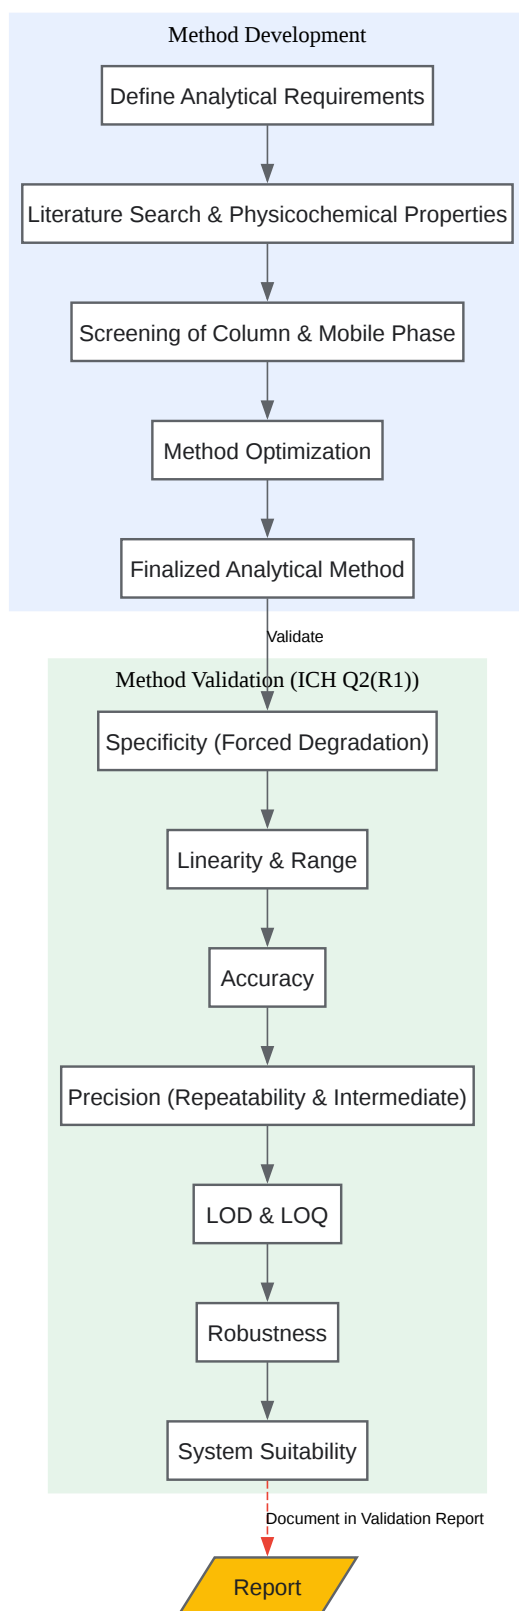 Method Development
Define Analytical Requirements
Literature Search & Physicochemical Properties
Screening of Column & Mobile Phase
Method Optimization
Finalized Analytical Method
Validate
Method Validation (ICH Q2(R1))
Specificity (Forced Degradation)
Linearity & Range
Accuracy
Precision (Repeatability & Intermediate)
LOD & LOQ
Robustness
System Suitability
Document in Validation Report
Report